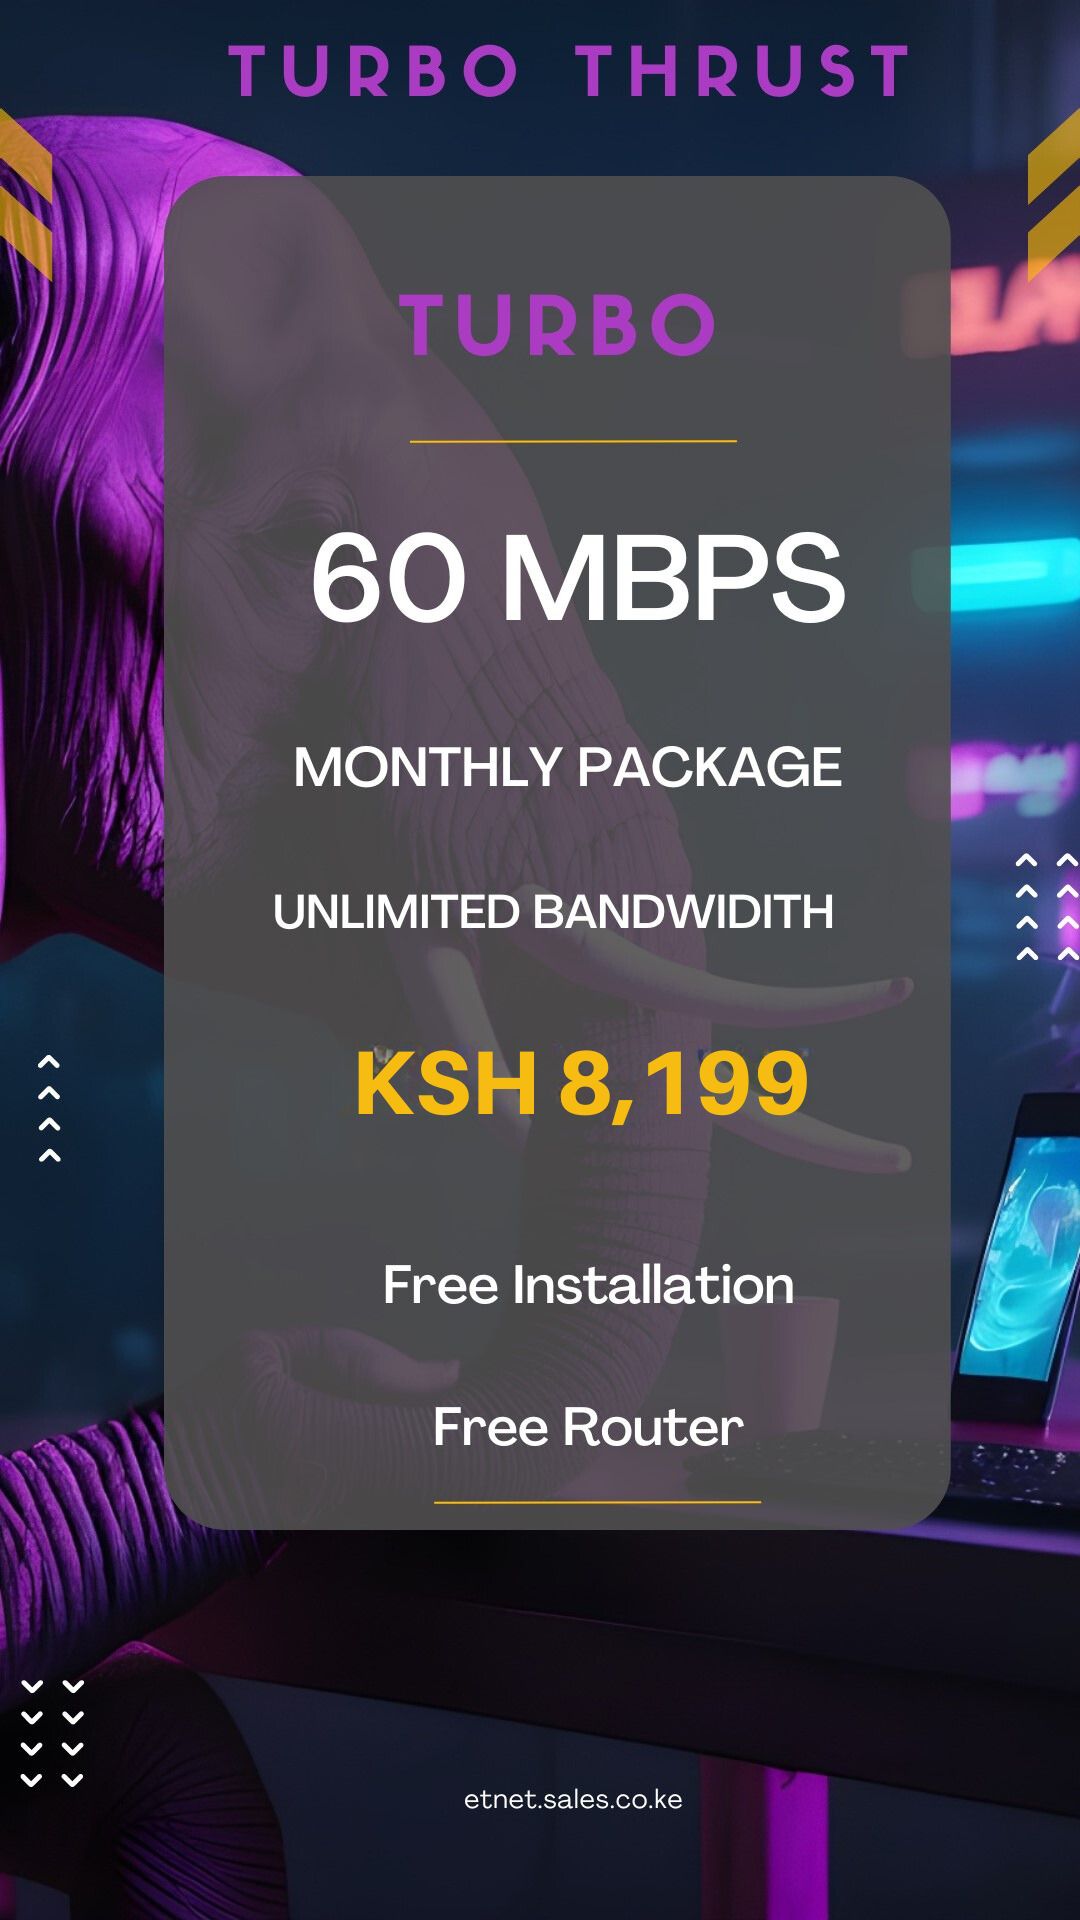 TURBO THRUST
TURBO
60 MBPS
MONTHLY PACKAGE
UNLIMITED BANDWIDITH
KSH 8,199
Free Installation
Free Router
etnet.sales.co.ke